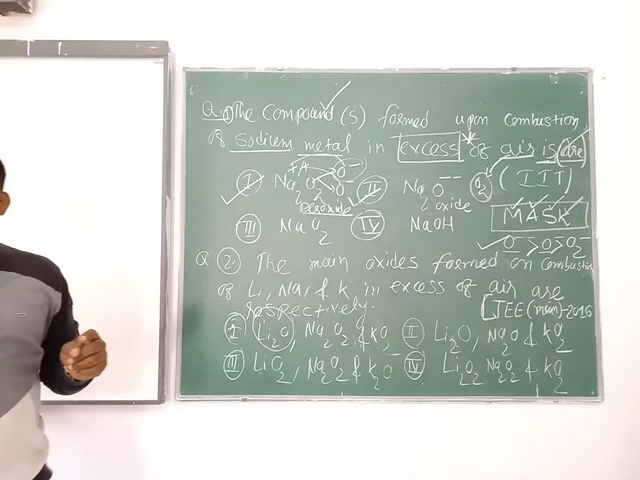 Q.1) The Compound (S) formed upon Combustion
of Sodium metal in excess* of air is are
I Na2O2 O- O- II Na2O-- O2 (IIT)
Peroxide oxide MASK
III NaO2 IV NaOH
O- > O > O2-
Q 2. The main oxides formed on combustion
of Li, Na, & K in excess of air are
respectively. [JEE (main)-2016
I Li2O, Na2O2 & KO2 II Li2O, Na2O & KO2
III LiO2, Na2O2 & K2O IV Li2O2 Na2O2 & KO2